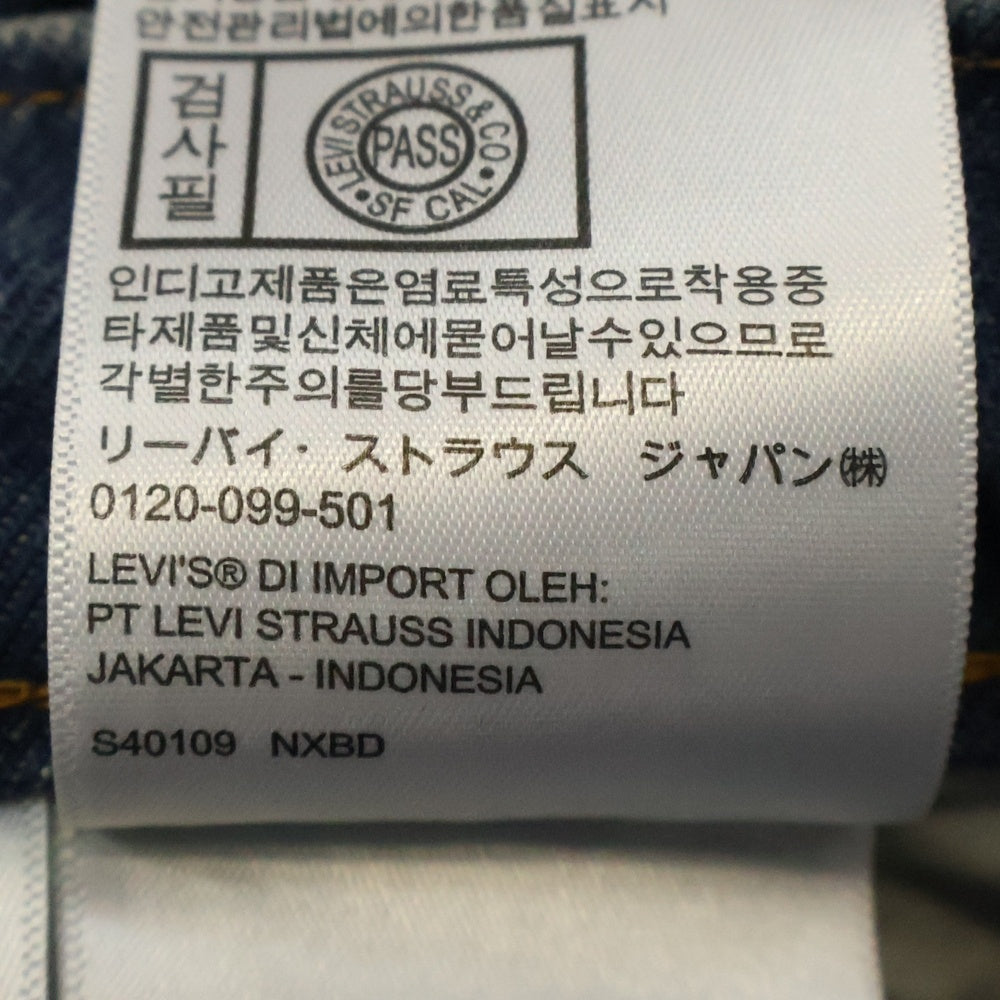 안전관리법에의한품질표시
검사필
LEVI STRAUSS & CO
PASS
• SF CAL •
인디고제품은염료특성으로착용중
타제품및신체에묻어날수있으므로
각별한주의를당부드립니다
リーバイ・ストラウス ジャパン㈱
0120-099-501
LEVI'S® DI IMPORT OLEH:
PT LEVI STRAUSS INDONESIA
JAKARTA - INDONESIA
S40109 NXBD